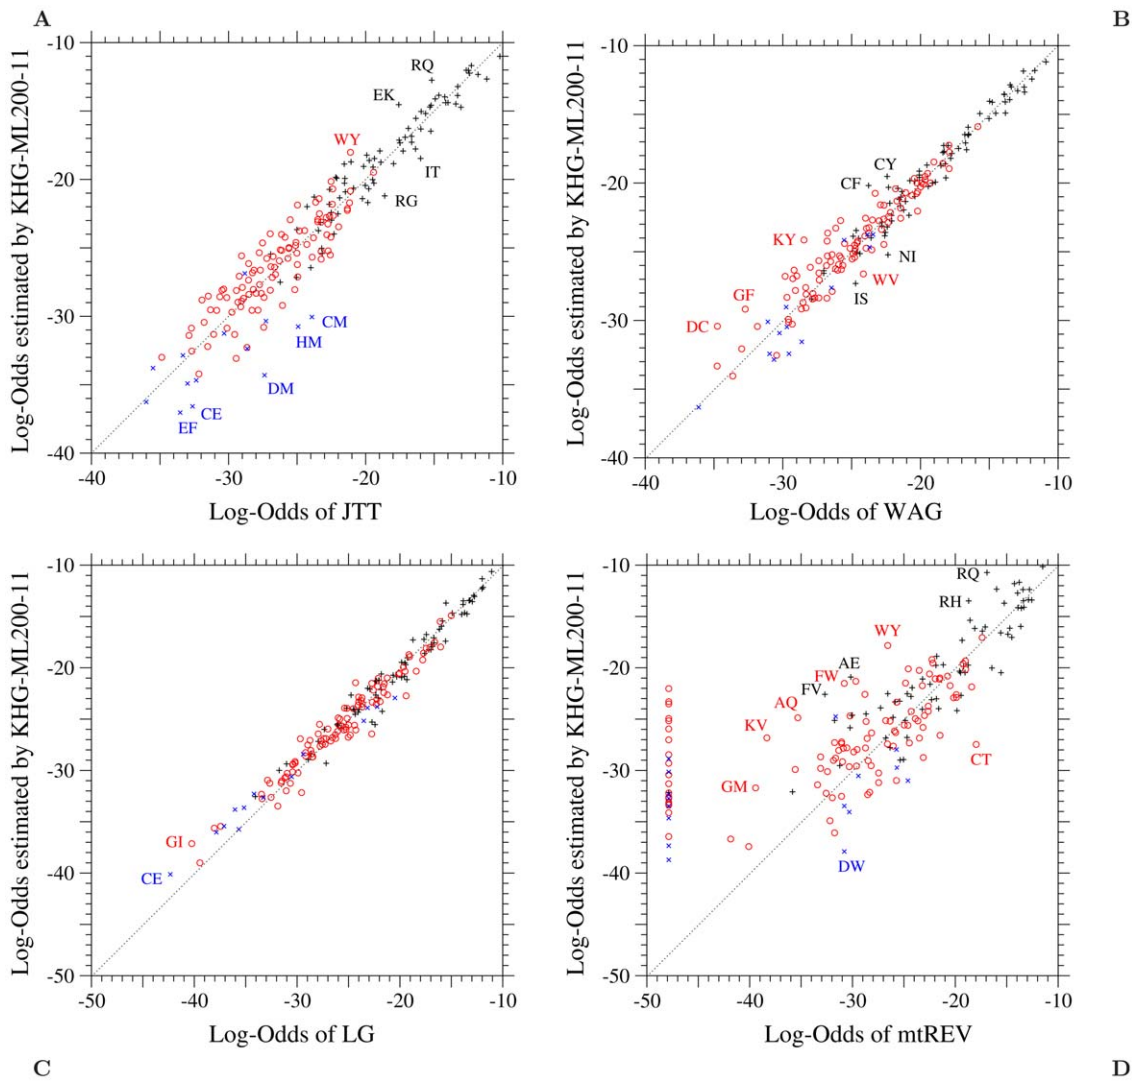 A
B
Log-Odds estimated by KHG-ML200-11
-10
-20
-30
-40
RQ
EK
WY
IT
RG
CM
HM
DM
CE
EF
-40
-30
-20
-10
Log-Odds of JTT
Log-Odds estimated by KHG-ML200-11
-10
-20
-30
-40
CY
CF
KY
NI
WV
IS
GF
DC
-40
-30
-20
-10
Log-Odds of WAG
Log-Odds estimated by KHG-ML200-11
-10
-20
-30
-40
-50
GI
CE
-50
-40
-30
-20
-10
Log-Odds of LG
Log-Odds estimated by KHG-ML200-11
-10
-20
-30
-40
-50
RQ
RH
WY
AE
FW
FV
AQ
KV
CT
GM
DW
-50
-40
-30
-20
-10
Log-Odds of mtREV
C
D